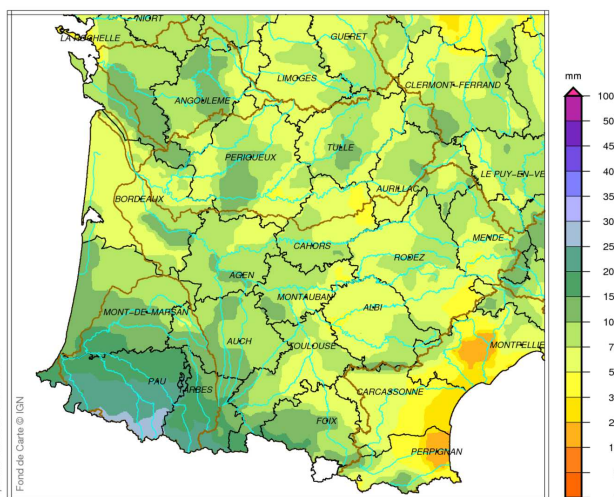 NIORT
LA ROCHELLE
GUERET
LIMOGES
CLERMONT-FERRAND
ANGOULEME
TULLE
PERIGUEUX
LE PUY-EN-VE
AURILLAC
BORDEAUX
MENDE
CAHORS
RODEZ
AGEN
MONTAUBAN
ALBI
MONT-DE-MARSAN
AUCH
TOULOUSE
MONTPELLIE
PAU
TARBES
CARCASSONNE
FOIX
PERPIGNAN
Fond de Carte © IGN
mm
100
50
45
40
35
30
25
20
15
10
7
5
3
2
1